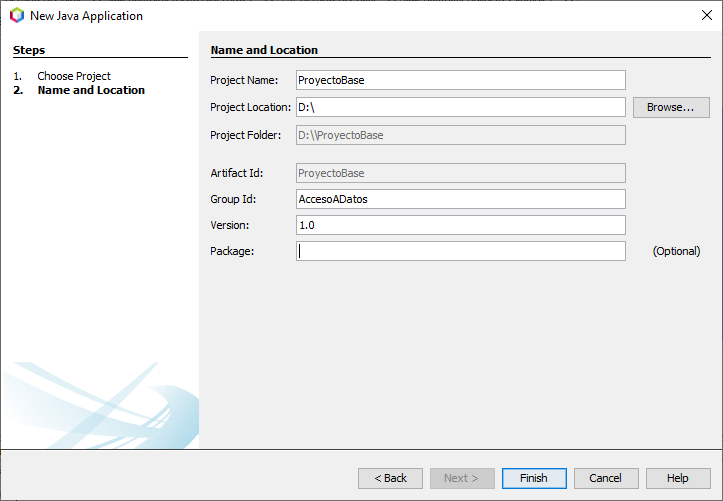 New Java Application
Steps
1. Choose Project
2. Name and Location
Name and Location
Project Name: ProyectoBase
Project Location: D:\ Browse...
Project Folder: D:\\ProyectoBase
Artifact Id: ProyectoBase
Group Id: AccesoADatos
Version: 1.0
Package: (Optional)
< Back Next > Finish Cancel Help